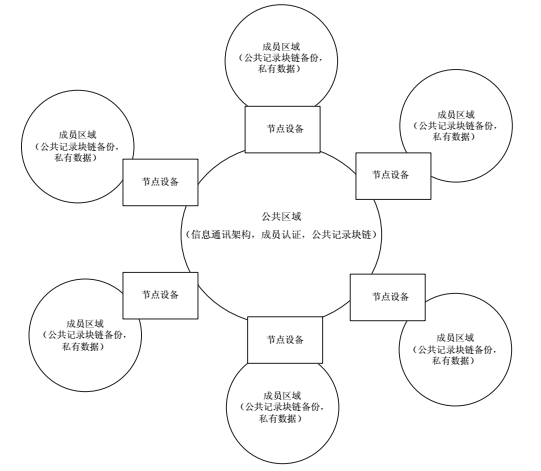 成员区域
（公共记录块链备份，
私有数据）
节点设备
成员区域
（公共记录块链备份，
私有数据）
节点设备
成员区域
（公共记录块链备份，
私有数据）
节点设备
公共区域
（信息通讯架构，成员认证，公共记录块链）
节点设备
成员区域
（公共记录块链备份，
私有数据）
节点设备
成员区域
（公共记录块链备份，
私有数据）
节点设备
成员区域
（公共记录块链备份，
私有数据）